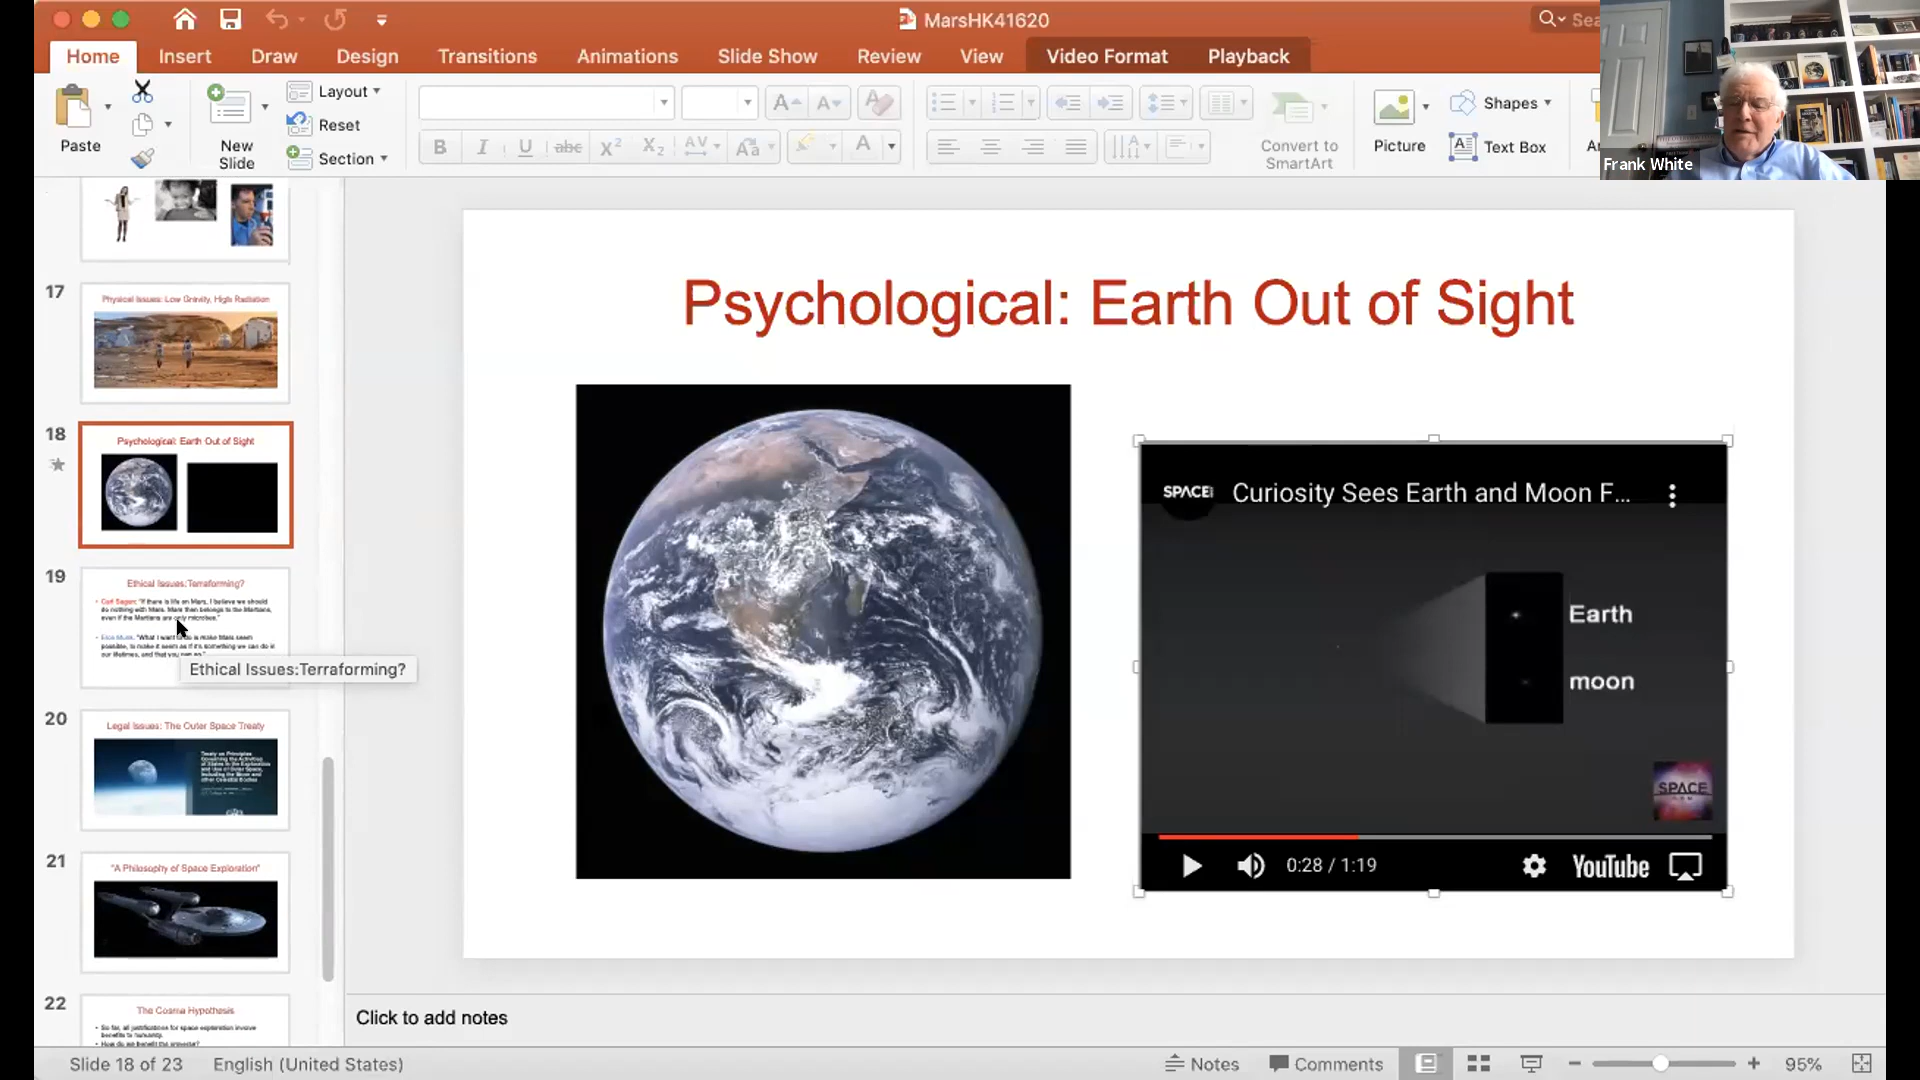 MarsHK41620
Sea
Home
Insert
Draw
Design
Transitions
Animations
Slide Show
Review
View
Video Format
Playback
Paste
New
Slide
Layout
Reset
Section
Convert to
SmartArt
Picture
Shapes
Text Box
Frank White
17
Physical Issues: Low Gravity, High Radiation
18
Psychological: Earth Out of Sight
19
Ethical Issues:Terraforming?
Carl Sagan: "If there is life on Mars, I believe we should
do nothing with Mars. Mars then belongs to the Martians,
even if the Martians are only microbes."
"What I want to do is make Mars seem
possible, to make it seem as if it's something we can do in
our lifetimes, and that you can go."
Ethical Issues:Terraforming?
20
Legal Issues: The Outer Space Treaty
Treaty on Principles
Governing the Activities
of States in the Exploration
and Use of Outer Space,
Including the Moon and
other Celestial Bodies
21
"A Philosophy of Space Exploration"
22
The Cosma Hypothesis
So far, all justifications for space exploration involve
benefits to humanity.
How do we benefit the universe?
Psychological: Earth Out of Sight
SPACE
Curiosity Sees Earth and Moon F...
Earth
moon
SPACE
0:28 / 1:19
YouTube
Click to add notes
Slide 18 of 23
English (United States)
Notes
Comments
95%